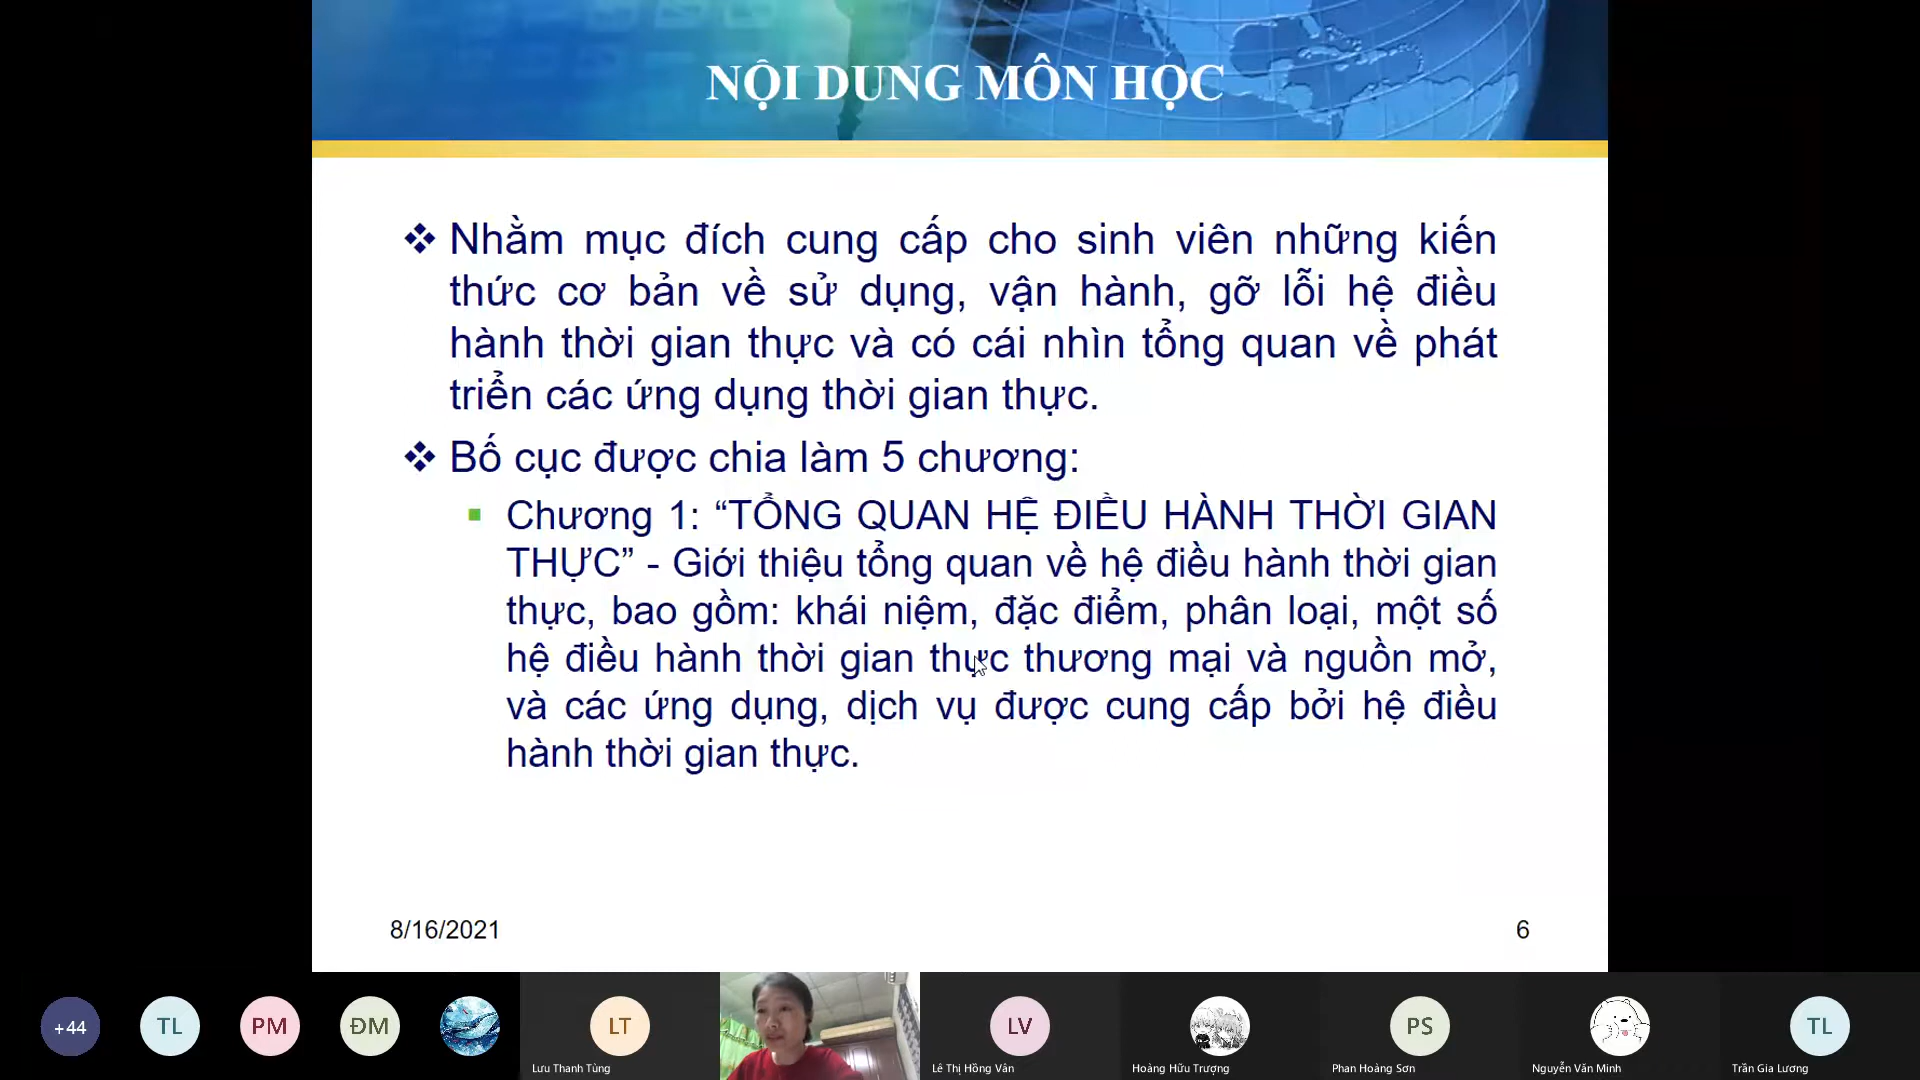 NỘI DUNG MÔN HỌC
Nhằm mục đích cung cấp cho sinh viên những kiến
thức cơ bản về sử dụng, vận hành, gỡ lỗi hệ điều
hành thời gian thực và có cái nhìn tổng quan về phát
triển các ứng dụng thời gian thực.
Bố cục được chia làm 5 chương:
Chương 1: “TỔNG QUAN HỆ ĐIỀU HÀNH THỜI GIAN
THỰC” - Giới thiệu tổng quan về hệ điều hành thời gian
thực, bao gồm: khái niệm, đặc điểm, phân loại, một số
hệ điều hành thời gian thực thương mại và nguồn mở,
và các ứng dụng, dịch vụ được cung cấp bởi hệ điều
hành thời gian thực.
8/16/2021
6
+44
TL
PM
ĐM
LT
LV
PS
TL
Lưu Thanh Tùng
Lê Thị Hồng Vân
Hoàng Hữu Trượng
Phan Hoàng Sơn
Nguyễn Văn Minh
Trần Gia Lương